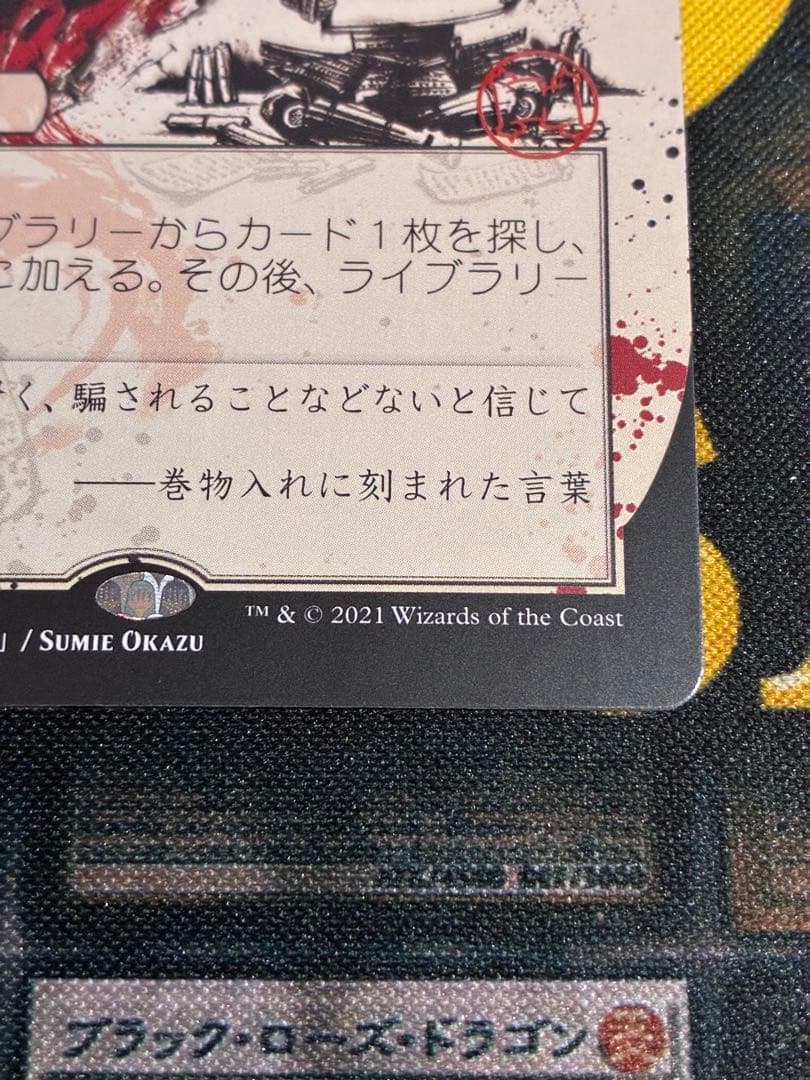 ブラリーからカード1枚を探し、
に加える。その後、ライブラリー
く、騙されることなどないと信じて
――巻物入れに刻まれた言葉
™ & © 2021 Wizards of the Coast
」 / SUMIE OKAZU
ブラック・ローズ・ドラゴン